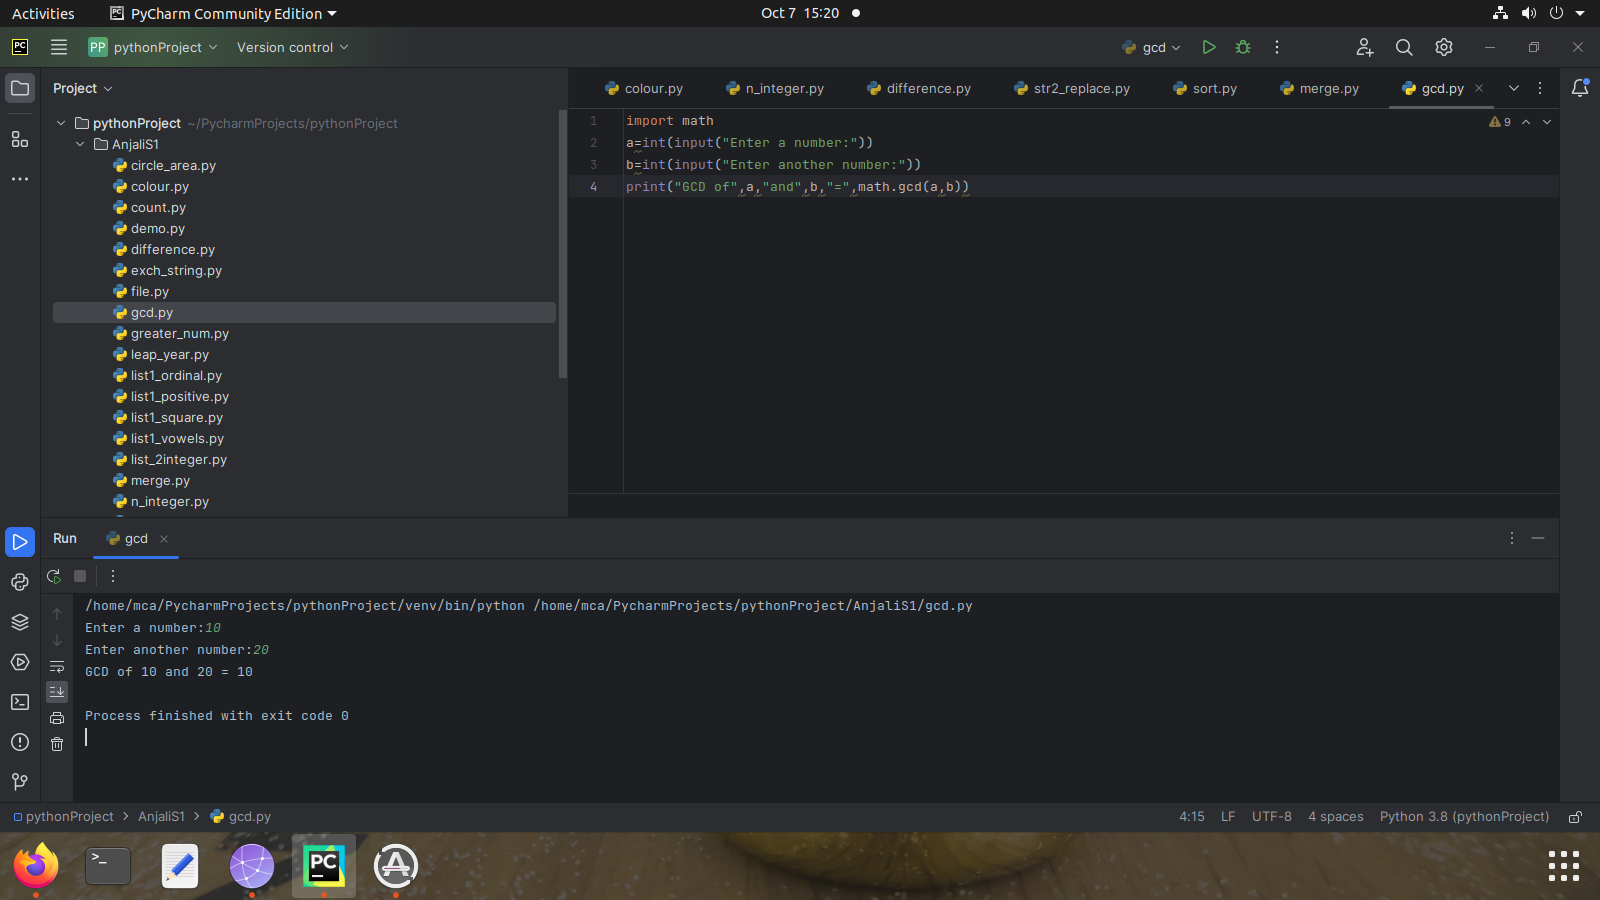 Activities
PyCharm Community Edition
Oct 7 15:20
PC
PP pythonProject
Version control
gcd
Project
colour.py
n_integer.py
difference.py
str2_replace.py
sort.py
merge.py
gcd.py
pythonProject ~/PycharmProjects/pythonProject
AnjaliS1
circle_area.py
colour.py
count.py
demo.py
difference.py
exch_string.py
file.py
gcd.py
greater_num.py
leap_year.py
list1_ordinal.py
list1_positive.py
list1_square.py
list1_vowels.py
list_2integer.py
merge.py
n_integer.py
1 import math
2 a=int(input("Enter a number:"))
3 b=int(input("Enter another number:"))
4 print("GCD of",a,"and",b,"=",math.gcd(a,b))
9
Run
gcd
/home/mca/PycharmProjects/pythonProject/venv/bin/python /home/mca/PycharmProjects/pythonProject/AnjaliS1/gcd.py
Enter a number:10
Enter another number:20
GCD of 10 and 20 = 10
Process finished with exit code 0
pythonProject > AnjaliS1 > gcd.py
4:15 LF UTF-8 4 spaces Python 3.8 (pythonProject)
>_
PC